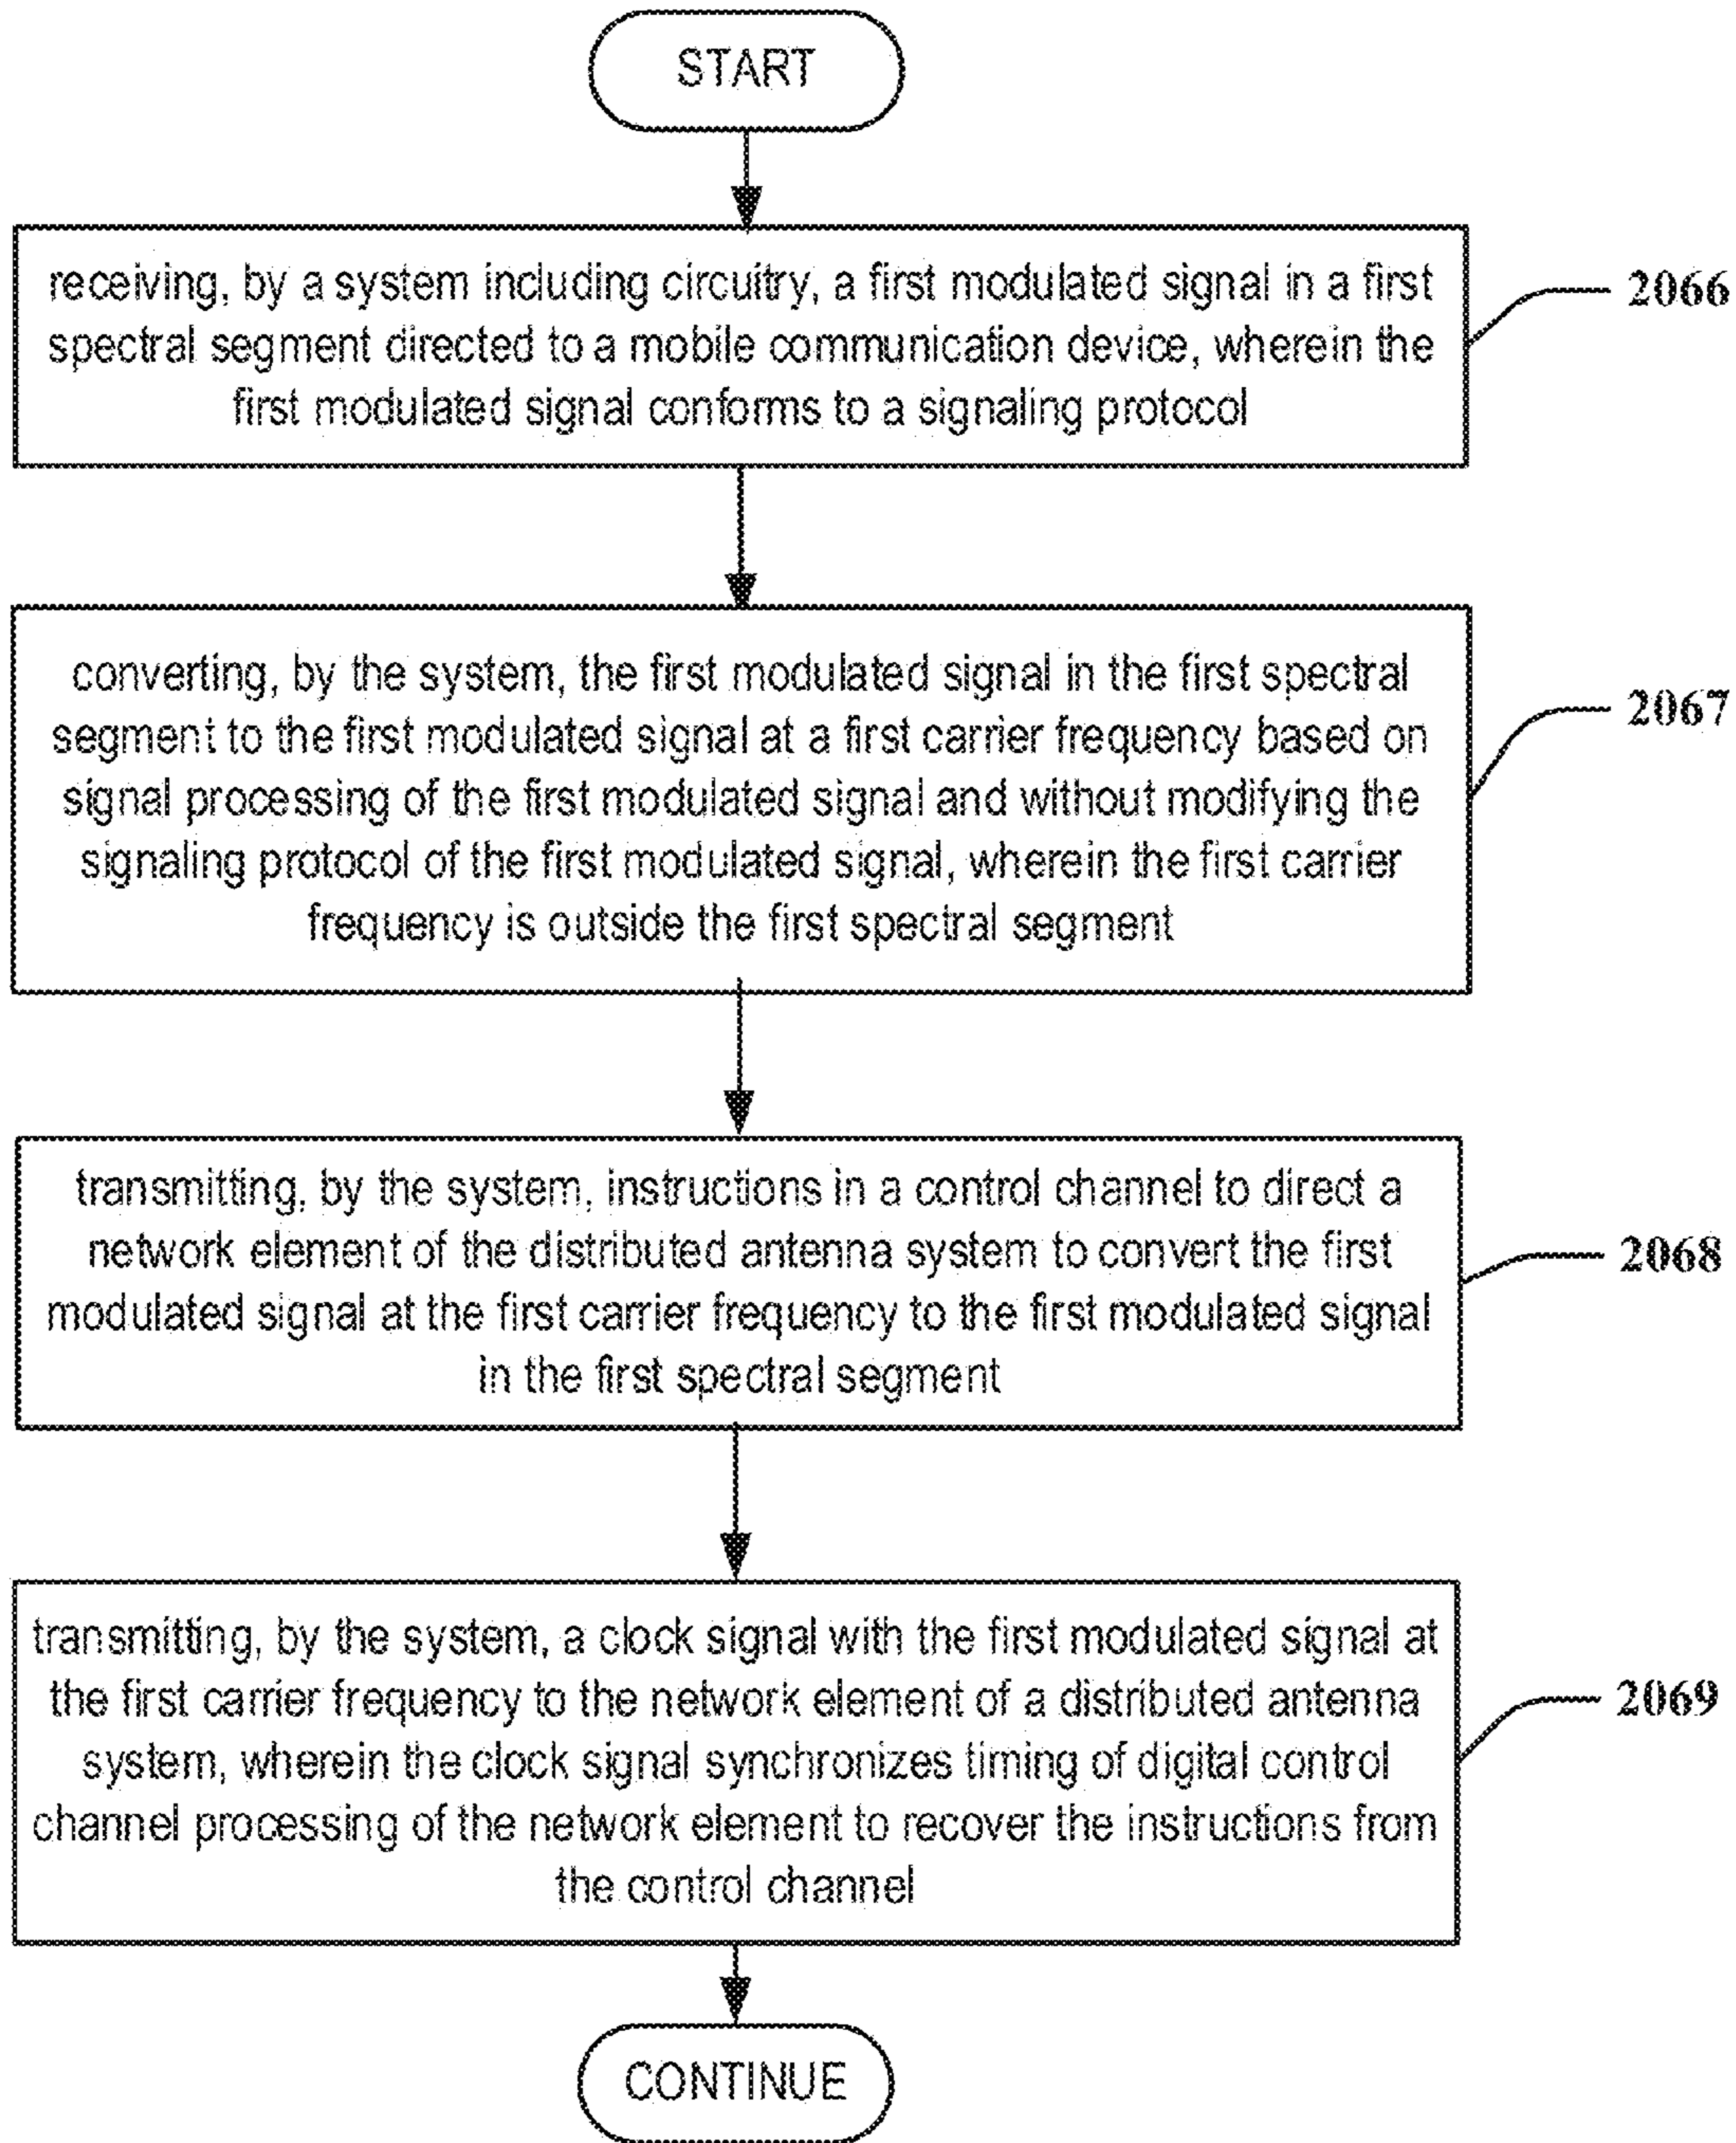 START
receiving, by a system including circuitry, a first modulated signal in a first
spectral segment directed to a mobile communication device, wherein the
first modulated signal conforms to a signaling protocol
2066
converting, by the system, the first modulated signal in the first spectral
segment to the first modulated signal at a first carrier frequency based on
signal processing of the first modulated signal and without modifying the
signaling protocol of the first modulated signal, wherein the first carrier
frequency is outside the first spectral segment
2067
transmitting, by the system, instructions in a control channel to direct a
network element of the distributed antenna system to convert the first
modulated signal at the first carrier frequency to the first modulated signal
in the first spectral segment
2068
transmitting, by the system, a clock signal with the first modulated signal at
the first carrier frequency to the network element of a distributed antenna
system, wherein the clock signal synchronizes timing of digital control
channel processing of the network element to recover the instructions from
the control channel
2069
CONTINUE